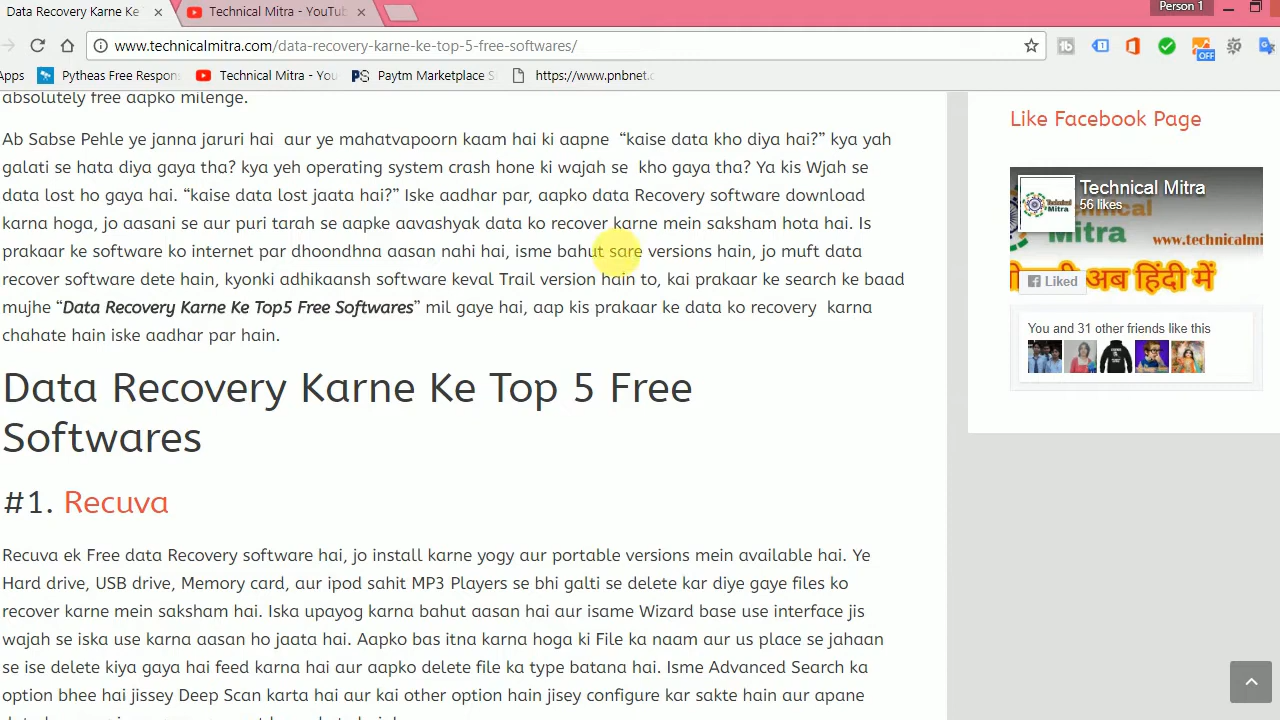 Data Recovery Karne Ke
Technical Mitra - YouTub
Person 1
www.technicalmitra.com/data-recovery-karne-ke-top-5-free-softwares/
OFF
Apps
Pytheas Free Respon
Technical Mitra - You
Paytm Marketplace S
https://www.pnbnet.c
absolutely free aapko milenge.
Ab Sabse Pehle ye janna jaruri hai aur ye mahatvapoorn kaam hai ki aapne “kaise data kho diya hai?” kya yah
galati se hata diya gaya tha? kya yeh operating system crash hone ki wajah se kho gaya tha? Ya kis Wjah se
data lost ho gaya hai. “kaise data lost jaata hai?” Iske aadhar par, aapko data Recovery software download
karna hoga, jo aasani se aur puri tarah se aapke aavashyak data ko recover karne mein saksham hota hai. Is
prakaar ke software ko internet par dhoondhna aasan nahi hai, isme bahut sare versions hain, jo muft data
recover software dete hain, kyonki adhikansh software keval Trail version hain to, kai prakaar ke search ke baad
mujhe “Data Recovery Karne Ke Top5 Free Softwares” mil gaye hai, aap kis prakaar ke data ko recovery karna
chahate hain iske aadhar par hain.
Data Recovery Karne Ke Top 5 Free
Softwares
#1. Recuva
Recuva ek Free data Recovery software hai, jo install karne yogy aur portable versions mein available hai. Ye
Hard drive, USB drive, Memory card, aur ipod sahit MP3 Players se bhi galti se delete kar diye gaye files ko
recover karne mein saksham hai. Iska upayog karna bahut aasan hai aur isame Wizard base use interface jis
wajah se iska use karna aasan ho jaata hai. Aapko bas itna karna hoga ki File ka naam aur us place se jahaan
se ise delete kiya gaya hai feed karna hai aur aapko delete file ka type batana hai. Isme Advanced Search ka
option bhee hai jissey Deep Scan karta hai aur kai other option hain jisey configure kar sakte hain aur apane
Like Facebook Page
Technical Mitra
56 likes
Mitra
www.technicalmitra
अब हिंदी में
Liked
You and 31 other friends like this